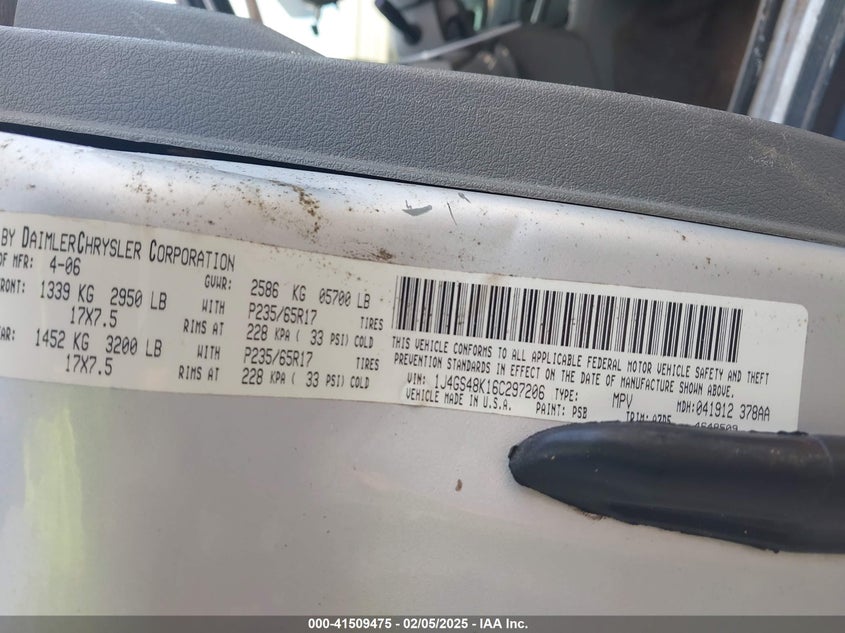 BY DAIMLERCHRYSLER CORPORATION
OF MFR: 4-06 GVWR: 2586 KG 05700 LB
FRONT: 1339 KG 2950 LB WITH P235/65R17 TIRES
17X7.5 RIMS AT 228 KPA ( 33 PSI) COLD
1452 KG 3200 LB WITH P235/65R17 TIRES
17X7.5 RIMS AT 228 KPA ( 33 PSI) COLD
THIS VEHICLE CONFORMS TO ALL APPLICABLE FEDERAL MOTOR VEHICLE SAFETY AND THEFT
PREVENTION STANDARDS IN EFFECT ON THE DATE OF MANUFACTURE SHOWN ABOVE.
VIN: 1J4GS48K16C297206 TYPE: MPV MDH: 041912 378AA
VEHICLE MADE IN U.S.A. PAINT: PSB TRIM: 4648509
000-41509475 — 02/05/2025 — IAA Inc.